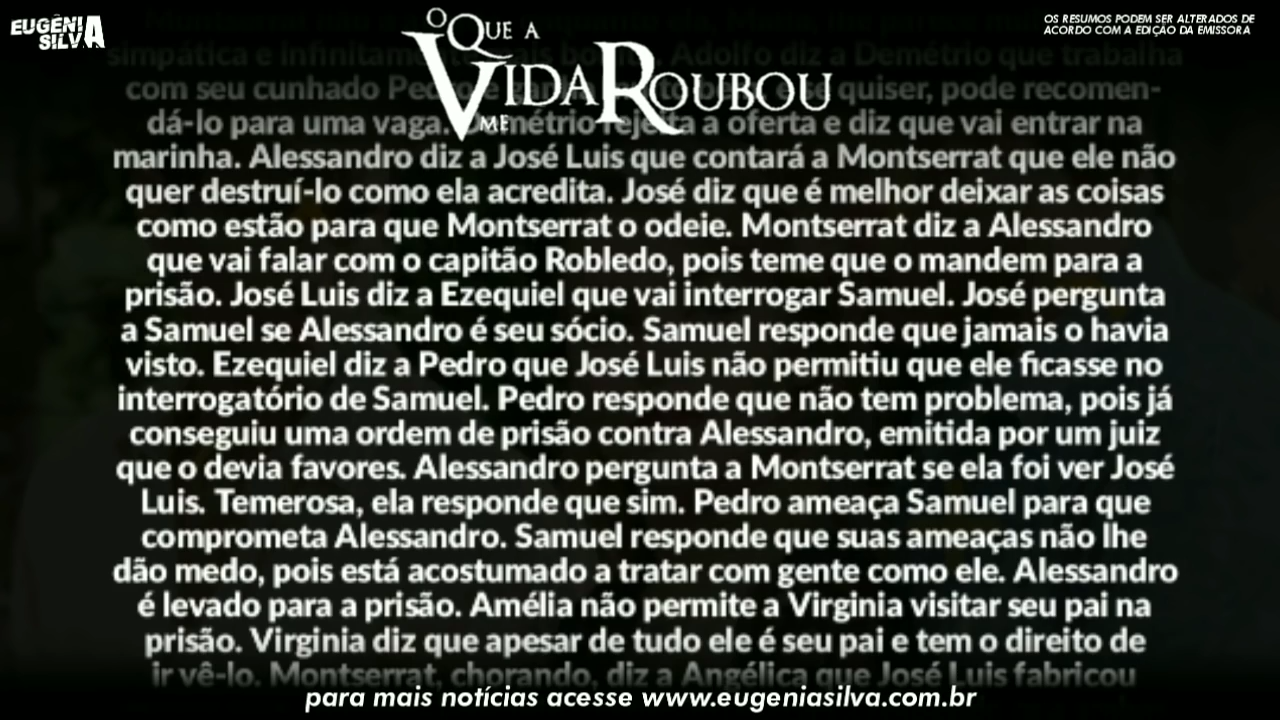 EUGÊNIA
SILVA
O QUE A
VIDA ROUBOU
ME
OS RESUMOS PODEM SER ALTERADOS DE
ACORDO COM A EDIÇÃO DA EMISSORA
simpática e infinitamente mais Adolfo diz a Demétrio que trabalha
com seu cunhado Pedro e quiser, pode recomen-
dá-lo para uma vaga. Demétrio rejeita a oferta e diz que vai entrar na
marinha. Alessandro diz a José Luis que contará a Montserrat que ele não
quer destruí-lo como ela acredita. José diz que é melhor deixar as coisas
como estão para que Montserrat o odeie. Montserrat diz a Alessandro
que vai falar com o capitão Robledo, pois teme que o mandem para a
prisão. José Luis diz a Ezequiel que vai interrogar Samuel. José pergunta
a Samuel se Alessandro é seu sócio. Samuel responde que jamais o havia
visto. Ezequiel diz a Pedro que José Luis não permitiu que ele ficasse no
interrogatório de Samuel. Pedro responde que não tem problema, pois já
conseguiu uma ordem de prisão contra Alessandro, emitida por um juiz
que o devia favores. Alessandro pergunta a Montserrat se ela foi ver José
Luis. Temerosa, ela responde que sim. Pedro ameaça Samuel para que
comprometa Alessandro. Samuel responde que suas ameaças não lhe
dão medo, pois está acostumado a tratar com gente como ele. Alessandro
é levado para a prisão. Amélia não permite a Virginia visitar seu pai na
prisão. Virginia diz que apesar de tudo ele é seu pai e tem o direito de
ir vê-lo. Montserrat, chorando, diz a Angélica que José Luis fabricou
para mais notícias acesse www.eugeniasilva.com.br